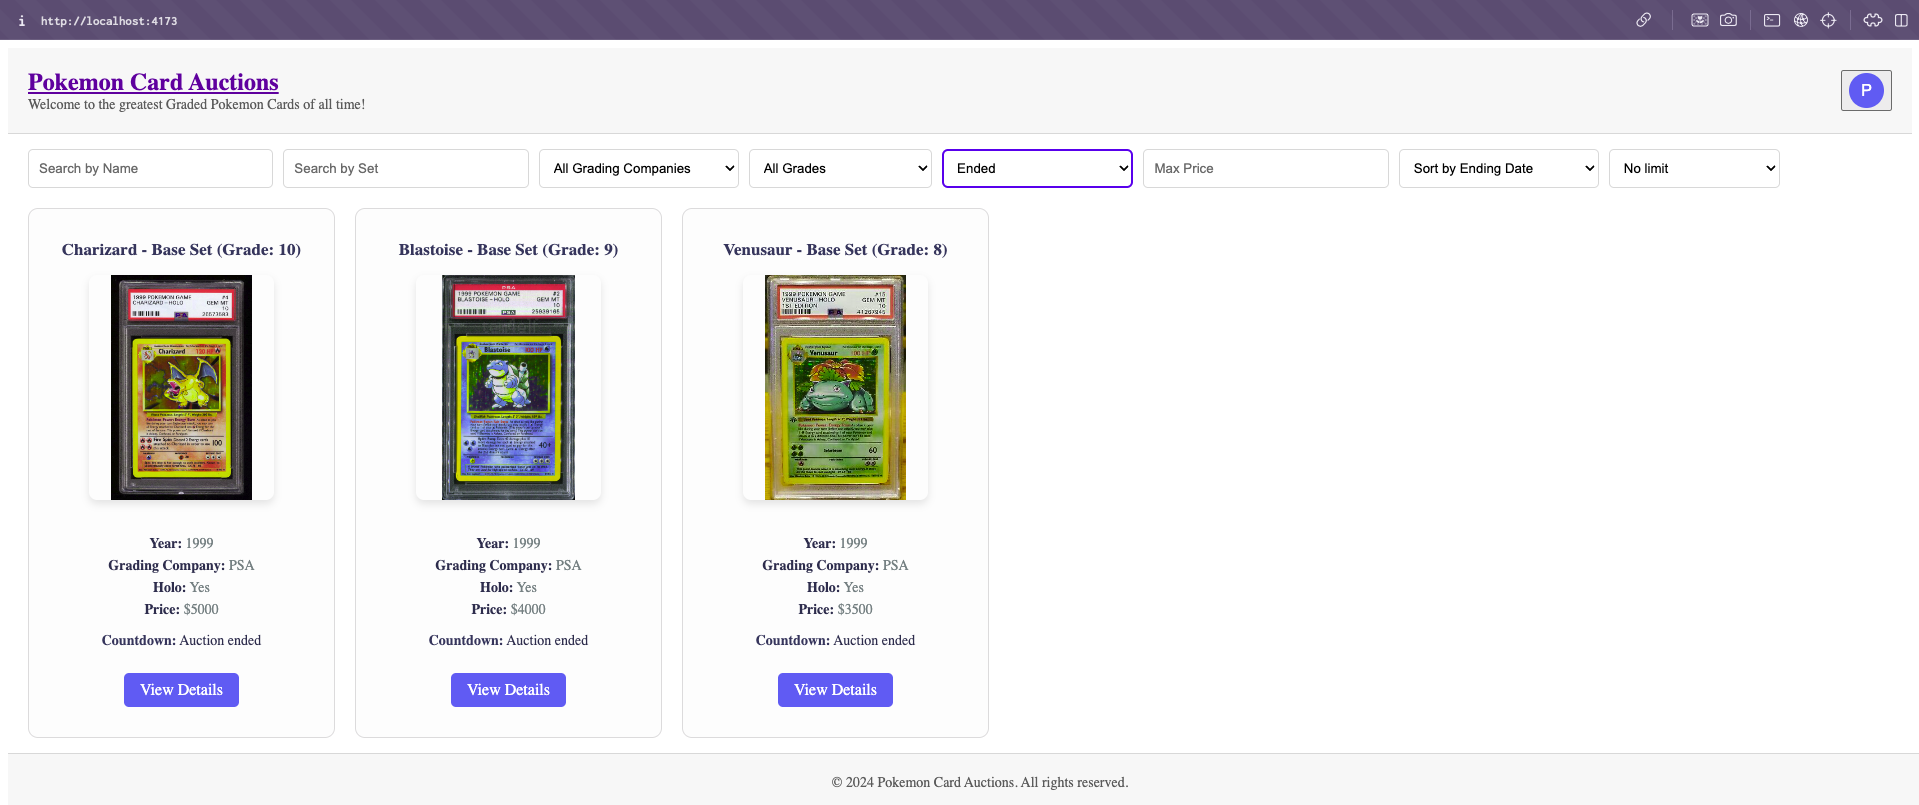 i http://localhost:4173
Pokemon Card Auctions
Welcome to the greatest Graded Pokemon Cards of all time!
P
Search by Name
Search by Set
All Grading Companies
All Grades
Ended
Max Price
Sort by Ending Date
No limit
Charizard - Base Set (Grade: 10)
1999 POKEMON GAME #4
CHARIZARD - HOLO GEM MT
10
PSA
Charizard 120 HP
100
Year: 1999
Grading Company: PSA
Holo: Yes
Price: $5000
Countdown: Auction ended
View Details
Blastoise - Base Set (Grade: 9)
PSA
1999 POKEMON GAME #2
BLASTOISE - HOLO GEM MT
10
PSA
Blastoise
Year: 1999
Grading Company: PSA
Holo: Yes
Price: $4000
Countdown: Auction ended
View Details
Venusaur - Base Set (Grade: 8)
1999 POKEMON GAME #15
VENUSAUR - HOLO GEM MT
1ST EDITION 10
Venusaur
60
Year: 1999
Grading Company: PSA
Holo: Yes
Price: $3500
Countdown: Auction ended
View Details
© 2024 Pokemon Card Auctions. All rights reserved.